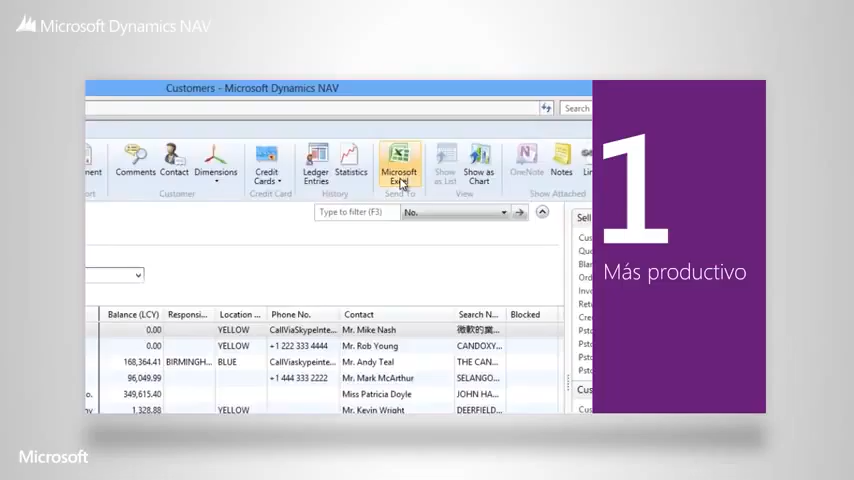 Microsoft Dynamics NAV
Customers - Microsoft Dynamics NAV
Search
Comments
Contact
Dimensions
Customer
Credit Cards
Credit Card
Ledger Entries
Statistics
History
Microsoft Excel
Send To
Show as List
Show as Chart
View
OneNote
Notes
Show Attached
Type to filter (F3)
No.
Sell
1
Más productivo
Balance (LCY) Responsi... Location ... Phone No. Contact Search N... Blocked
0.00 YELLOW CallViaSkypeInte... Mr. Mike Nash
0.00 YELLOW +1 222 333 4444 Mr. Rob Young CANDOXY...
168,364.41 BIRMINGH... BLUE CallViaskypeinte... Mr. Andy Teal THE CAN...
96,049.99 +1 444 333 2222 Mr. Mark McArthur SELANGO...
349,615.40 Miss Patricia Doyle JOHN HA...
1,328.88 YELLOW Mr. Kevin Wright DEERFIELD...
Microsoft